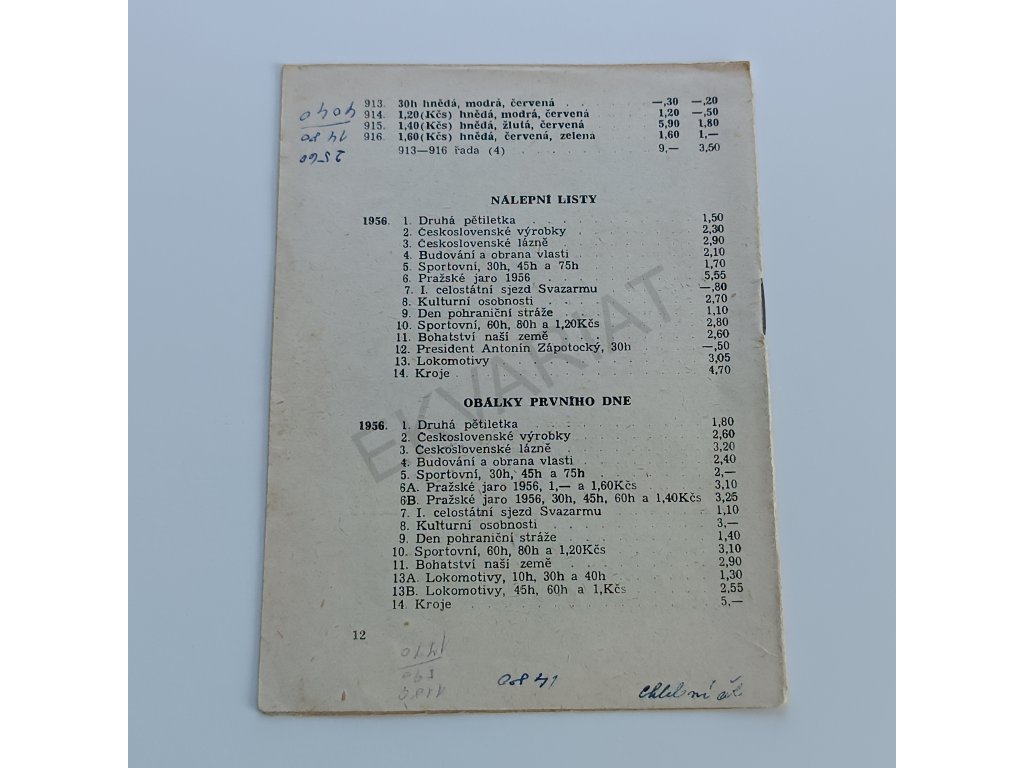 913. 30h hnědá, modrá, červená . . . . . —,30 —,20
914. 1,20(Kčs) hnědá, modrá, červená . . . 1,20 —,50
915. 1,40(Kčs) hnědá, žlutá, červená . . . 5,90 1,80
916. 1,60(Kčs) hnědá, červená, zelena . . . 1,60 1,—
913—916 řada (4) . . . . . . . . 9,— 3,50
4040
1480
2560
NÁLEPNÍ LISTY
1956. 1. Druhá pětiletka . . . . . . . 1,50
2. Československé výrobky . . . . . 2,30
3. Československé lázně . . . . . . 2,90
4. Budování a obrana vlasti . . . . . 2,10
5. Sportovní, 30h, 45h a 75h . . . . . 1,70
6. Pražské jaro 1956 . . . . . . . 5,55
7. I. celostátní sjezd Svazarmu . . . . —,80
8. Kulturní osobnosti . . . . . . . 2,70
9. Den pohraniční stráže . . . . . . 1,10
10. Sportovní, 60h, 80h a 1,20Kčs . . . . 2,80
11. Bohatství naší země . . . . . . 2,60
12. President Antonín Zápotocký, 30h . . . —,50
13. Lokomotivy . . . . . . . . . 3,05
14. Kroje . . . . . . . . . . 4,70
OBÁLKY PRVNÍHO DNE
1956. 1. Druhá pětiletka . . . . . . . 1,80
2. Československé výrobky . . . . . 2,60
3. Československé lázně . . . . . . 3,20
4. Budování a obrana vlasti . . . . . 2,40
5. Sportovní, 30h, 45h a 75h . . . . . 2,—
6A. Pražské jaro 1956, 1,— a 1,60Kčs . . . 3,10
6B. Pražské jaro 1956, 30h, 45h, 60h a 1,40Kčs 3,25
7. I. celostátní sjezd Svazarmu . . . . 1,10
8. Kulturní osobnosti . . . . . . . 3,—
9. Den pohraniční stráže . . . . . . 1,40
10. Sportovní, 60h, 80h a 1,20Kčs . . . . 3,10
11. Bohatství naší země . . . . . . 2,90
13A. Lokomotivy, 10h, 30h a 40h . . . . 1,30
13B. Lokomotivy, 45h, 60h a 1,Kčs . . . . 2,55
14. Kroje . . . . . . . . . . 5,—
12
EKVARIAT